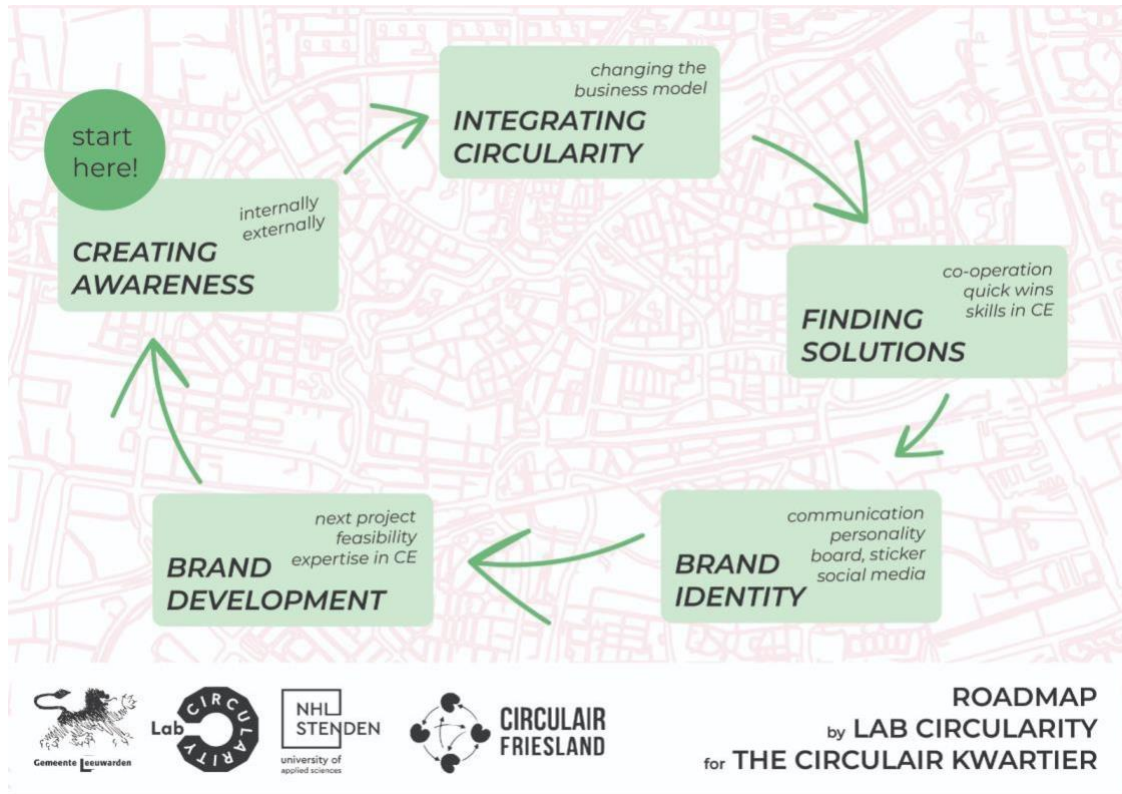 start
here!
internally
externally
CREATING
AWARENESS
changing the
business model
INTEGRATING
CIRCULARITY
co-operation
quick wins
skills in CE
FINDING
SOLUTIONS
communication
personality
board, sticker
social media
BRAND
IDENTITY
next project
feasibility
expertise in CE
BRAND
DEVELOPMENT
Gemeente Leeuwarden
Lab CIRCULARITY
NHL
STENDEN
university of
applied sciences
CIRCULAIR
FRIESLAND
ROADMAP
by LAB CIRCULARITY
for THE CIRCULAIR KWARTIER